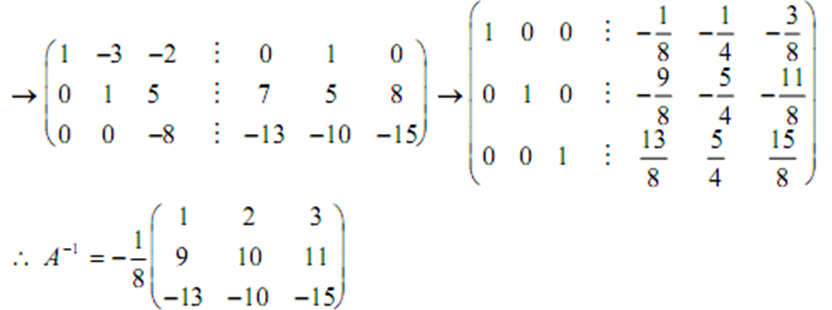 → ( 1 −3 −2 ⋮ 0 1 0 ; 0 1 5 ⋮ 7 5 8 ; 0 0 −8 ⋮ −13 −10 −15 ) → ( 1 0 0 ⋮ −1/8 −1/4 −3/8 ; 0 1 0 ⋮ −9/8 −5/4 −11/8 ; 0 0 1 ⋮ 13/8 5/4 15/8 )
∴ A⁻¹ = −1/8 ( 1 2 3 ; 9 10 11 ; −13 −10 −15 )